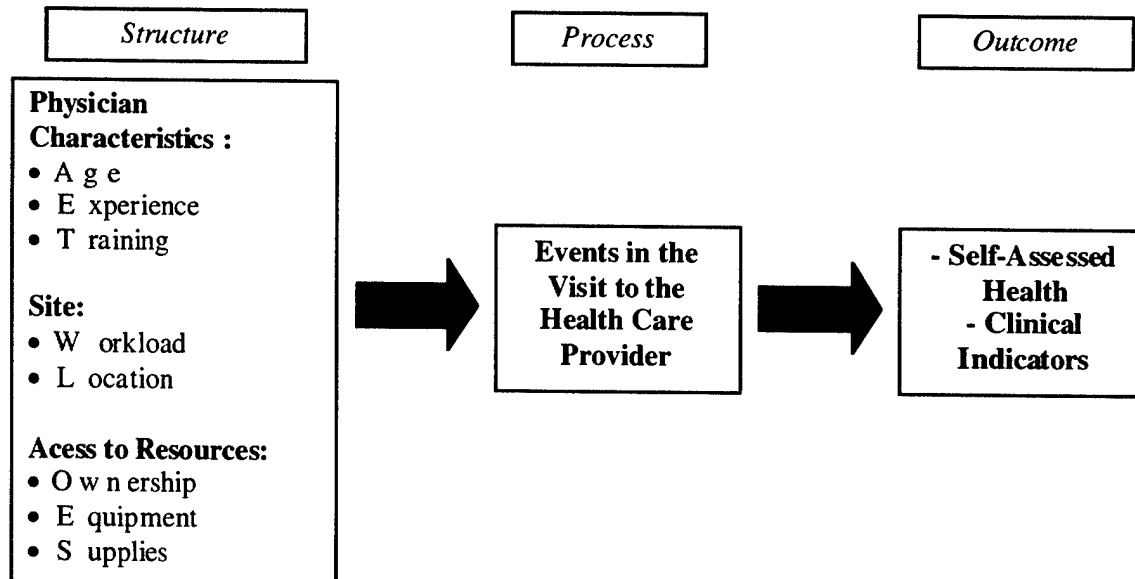 Structure
Process
Outcome
Physician
Characteristics :
• A g e
• E xperience
• T raining
Site:
• W orkload
• L ocation
Acess to Resources:
• O w n ership
• E quipment
• S upplies
Events in the
Visit to the
Health Care
Provider
- Self-Assessed
Health
- Clinical
Indicators